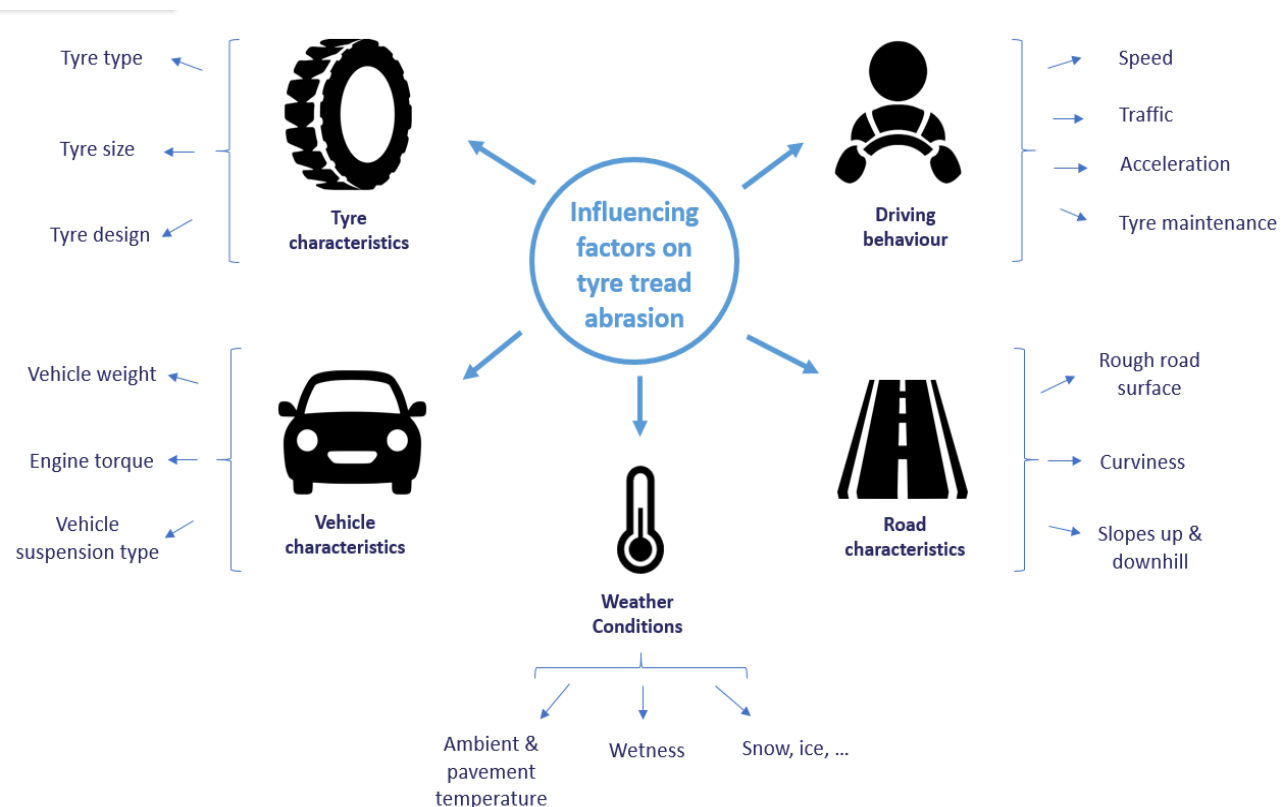 Influencing
factors on
tyre tread
abrasion
Tyre
characteristics
Tyre type
Tyre size
Tyre design
Driving
behaviour
Speed
Traffic
Acceleration
Tyre maintenance
Vehicle
characteristics
Vehicle weight
Engine torque
Vehicle
suspension type
Road
characteristics
Rough road
surface
Curviness
Slopes up &
downhill
Weather
Conditions
Ambient &
pavement
temperature
Wetness
Snow, ice, ...